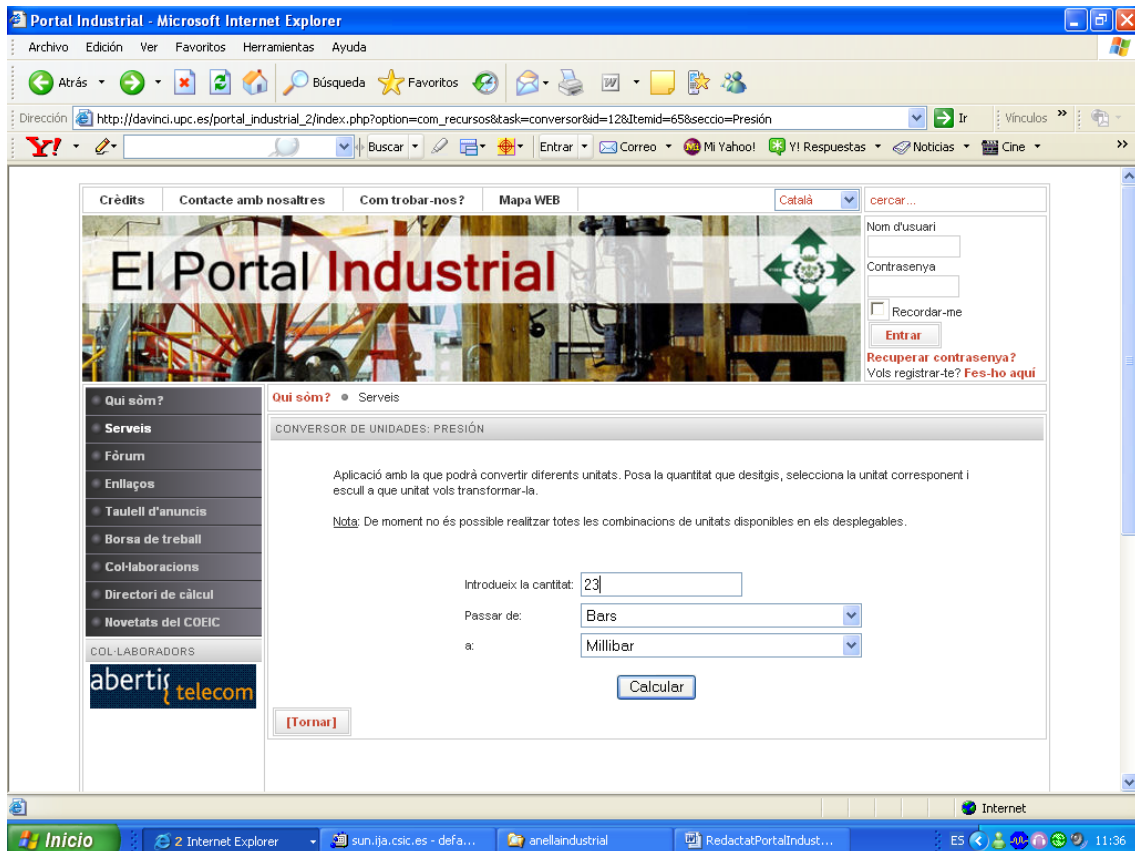 Portal Industrial - Microsoft Internet Explorer
Archivo Edición Ver Favoritos Herramientas Ayuda
Atrás Búsqueda Favoritos
Dirección http://davinci.upc.es/portal_industrial_2/index.php?option=com_recursos&task=conversor&id=12&Itemid=65&seccio=Presión Ir Vínculos »
Y! Buscar Entrar Correo Mi Yahoo! Y! Respuestas Noticias Cine »
Crèdits Contacte amb nosaltres Com trobar-nos? Mapa WEB Català cercar...
El Portal Industrial
Nom d'usuari
Contrasenya
Recordar-me
Entrar
Recuperar contrasenya?
Vols registrar-te? Fes-ho aquí
Qui sòm?
Serveis
Fòrum
Enllaços
Taulell d'anuncis
Borsa de treball
Col·laboracions
Directori de càlcul
Novetats del COEIC
COL·LABORADORS
abertis telecom
Qui sòm? Serveis
CONVERSOR DE UNIDADES: PRESIÓN
Aplicació amb la que podrà convertir diferents unitats. Posa la quantitat que desitgis, selecciona la unitat corresponent i
escull a que unitat vols transformar-la.
Nota: De moment no és possible realitzar totes les combinacions de unitats disponibles en els desplegables.
Introdueix la cantitat: 23
Passar de: Bars
a: Millibar
Calcular
[Tornar]
Internet
Inicio 2 Internet Explorer sun.ija.csic.es - defa... anellaindustrial RedactatPortalIndust... ES 11:36